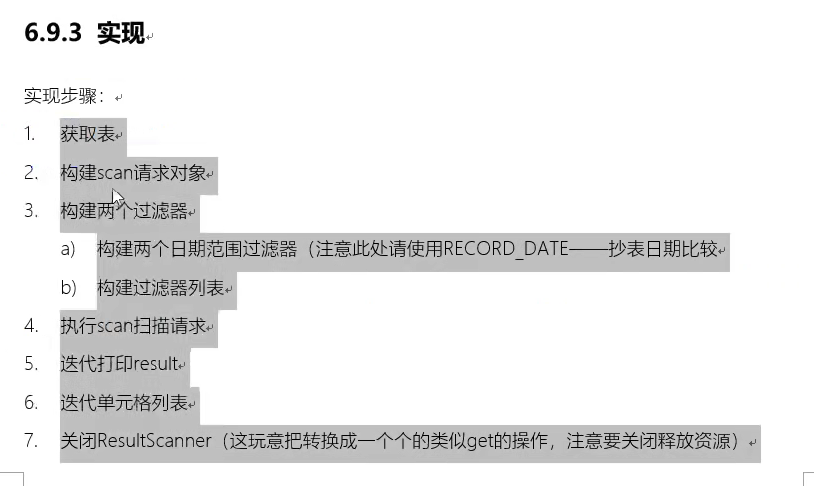 6.9.3 实现
实现步骤：
1. 获取表
2. 构建scan请求对象
3. 构建两个过滤器
a) 构建两个日期范围过滤器（注意此处请使用RECORD_DATE——抄表日期比较
b) 构建过滤器列表
4. 执行scan扫描请求
5. 迭代打印result
6. 迭代单元格列表
7. 关闭ResultScanner（这玩意把转换成一个个的类似get的操作，注意要关闭释放资源）